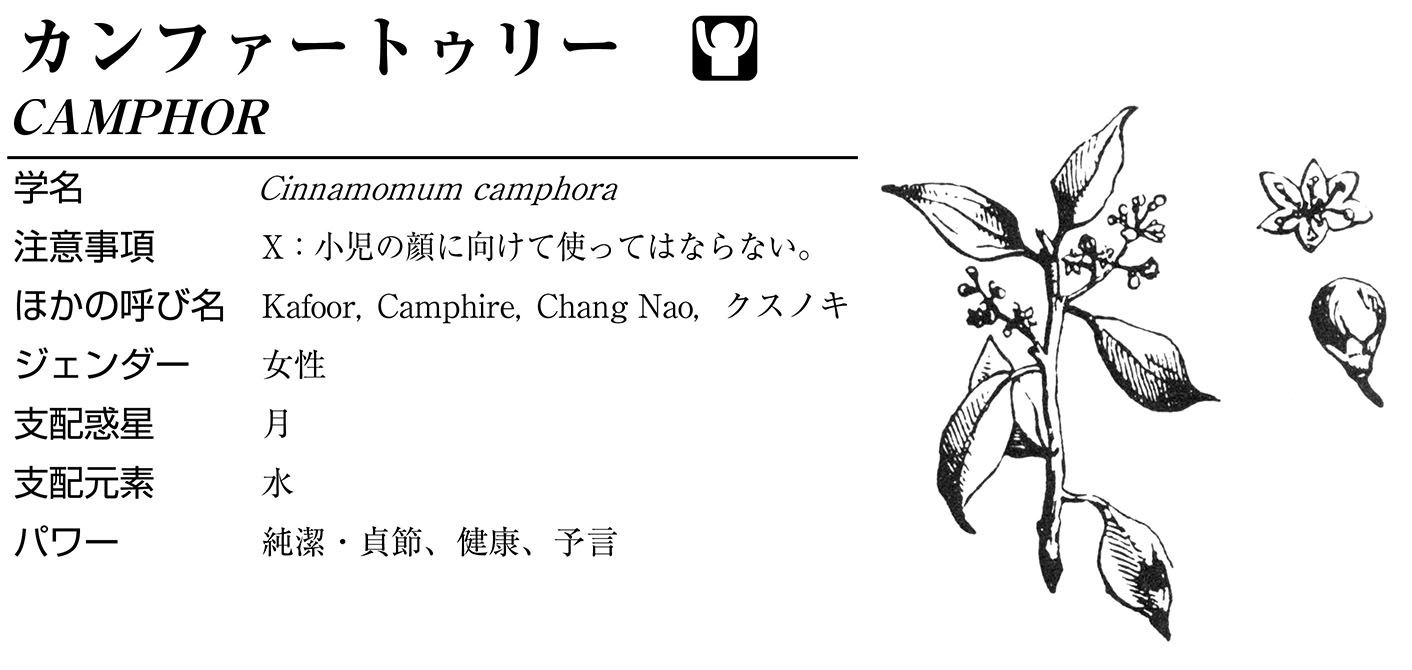 カンファートゥリー
CAMPHOR
学名 Cinnamomum camphora
注意事項 X：小児の顔に向けて使ってはならない。
ほかの呼び名 Kafoor, Camphire, Chang Nao, クスノキ
ジェンダー 女性
支配惑星 月
支配元素 水
パワー 純潔・貞節、健康、予言